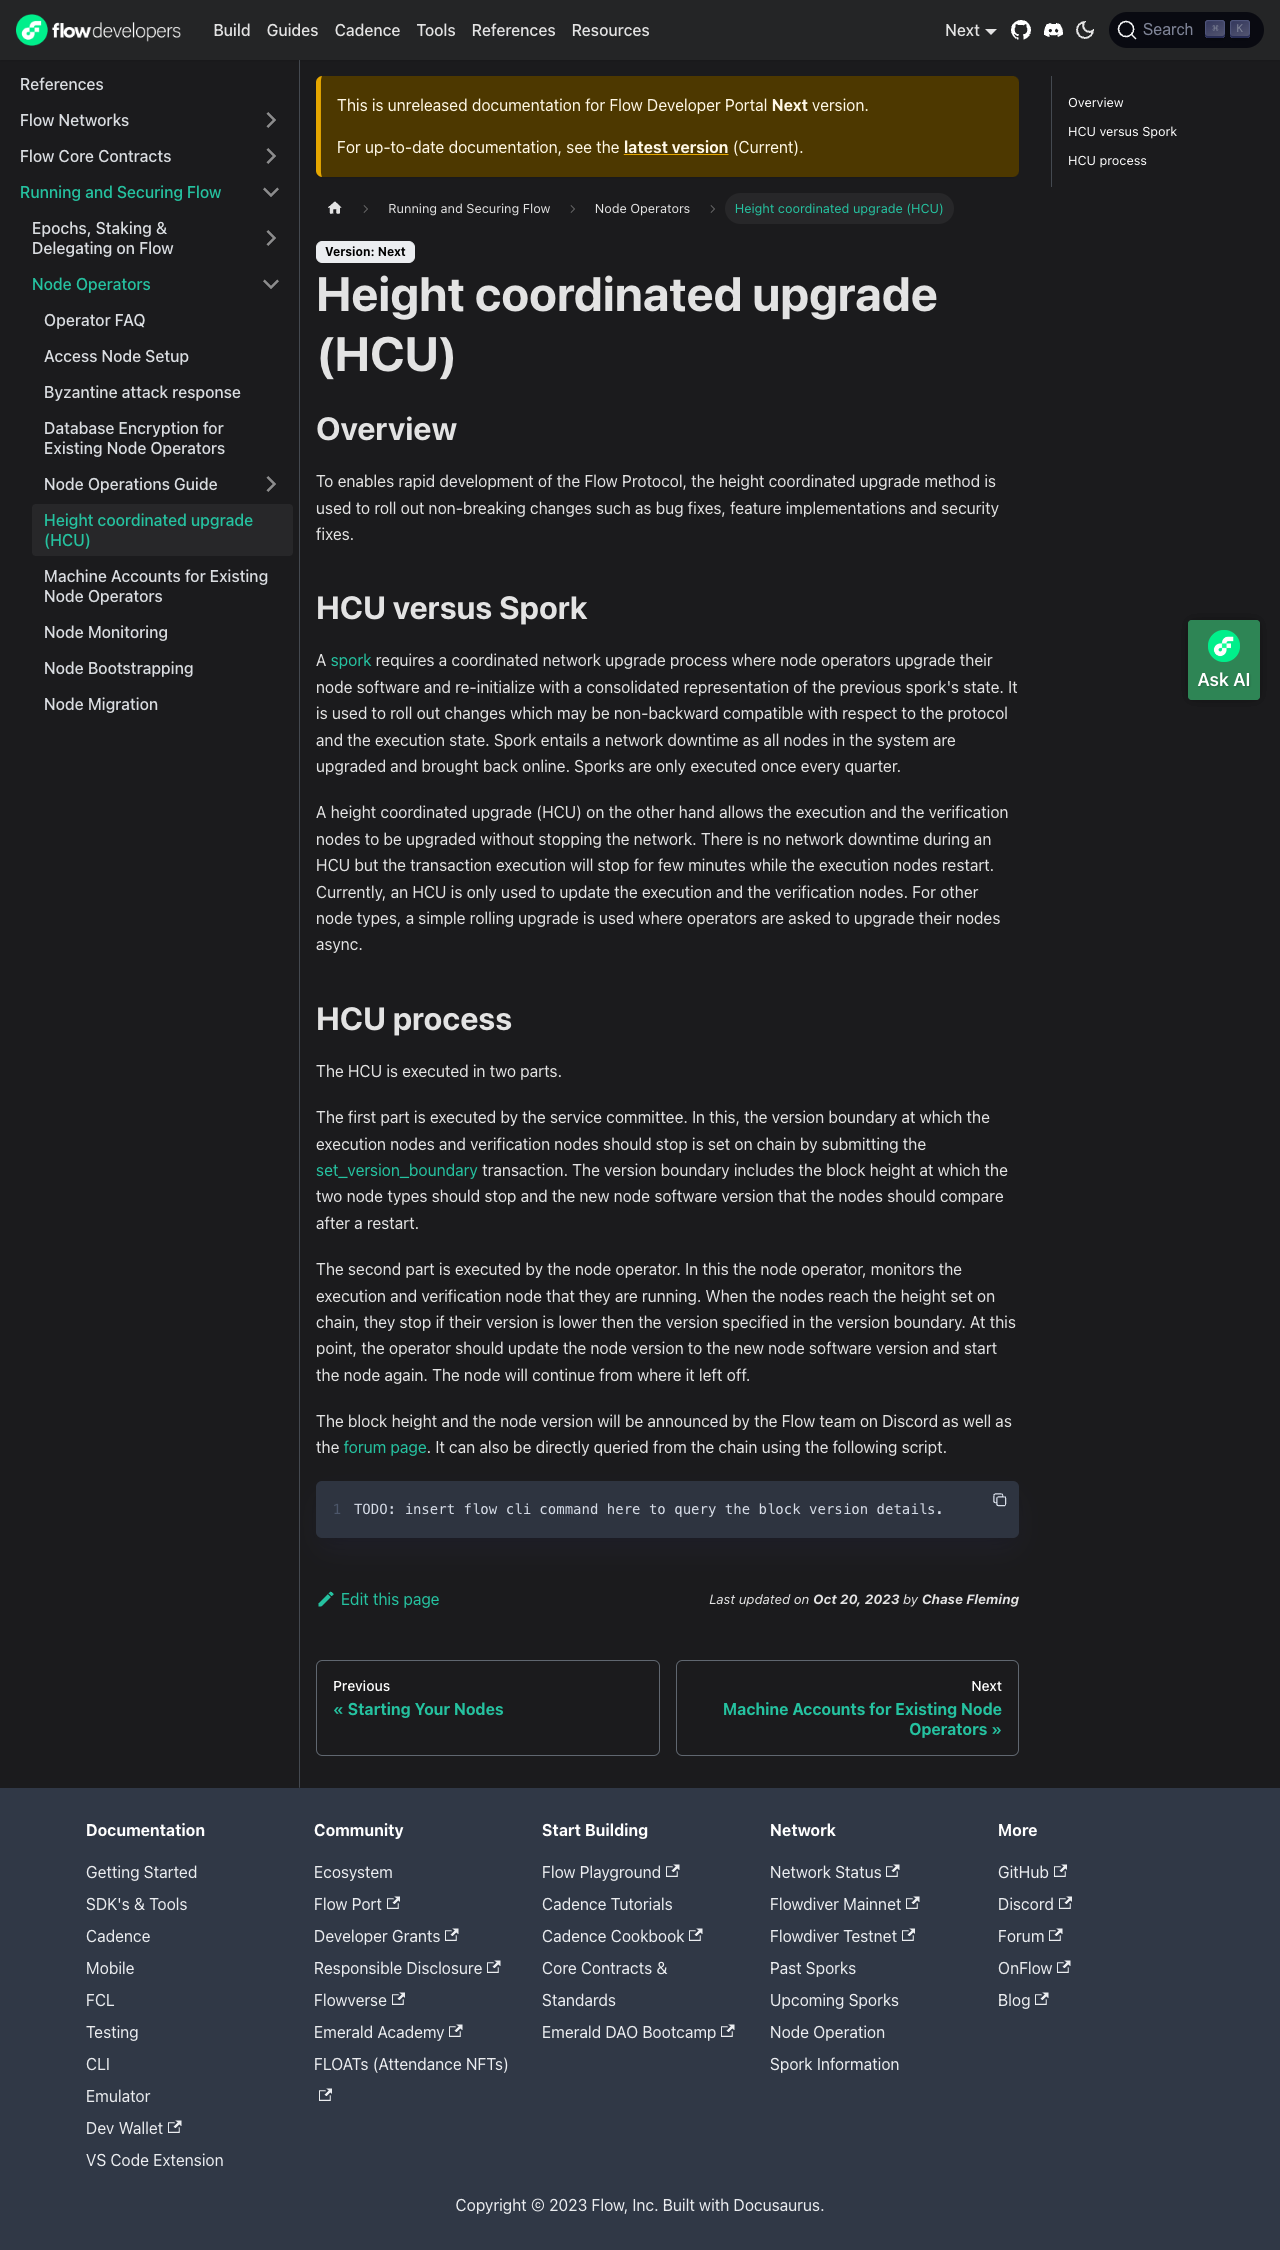 flowdevelopers
Build Guides Cadence Tools References Resources
Next
Search ⌘ K
References
Flow Networks
Flow Core Contracts
Running and Securing Flow
Epochs, Staking &
Delegating on Flow
Node Operators
Operator FAQ
Access Node Setup
Byzantine attack response
Database Encryption for
Existing Node Operators
Node Operations Guide
Height coordinated upgrade
(HCU)
Machine Accounts for Existing
Node Operators
Node Monitoring
Node Bootstrapping
Node Migration
This is unreleased documentation for Flow Developer Portal Next version.
For up-to-date documentation, see the latest version (Current).
Running and Securing Flow
Node Operators
Height coordinated upgrade (HCU)
Version: Next
Height coordinated upgrade
(HCU)
Overview
To enables rapid development of the Flow Protocol, the height coordinated upgrade method is
used to roll out non-breaking changes such as bug fixes, feature implementations and security
fixes.
HCU versus Spork
A spork requires a coordinated network upgrade process where node operators upgrade their
node software and re-initialize with a consolidated representation of the previous spork's state. It
is used to roll out changes which may be non-backward compatible with respect to the protocol
and the execution state. Spork entails a network downtime as all nodes in the system are
upgraded and brought back online. Sporks are only executed once every quarter.
A height coordinated upgrade (HCU) on the other hand allows the execution and the verification
nodes to be upgraded without stopping the network. There is no network downtime during an
HCU but the transaction execution will stop for few minutes while the execution nodes restart.
Currently, an HCU is only used to update the execution and the verification nodes. For other
node types, a simple rolling upgrade is used where operators are asked to upgrade their nodes
async.
HCU process
The HCU is executed in two parts.
The first part is executed by the service committee. In this, the version boundary at which the
execution nodes and verification nodes should stop is set on chain by submitting the
set_version_boundary transaction. The version boundary includes the block height at which the
two node types should stop and the new node software version that the nodes should compare
after a restart.
The second part is executed by the node operator. In this the node operator, monitors the
execution and verification node that they are running. When the nodes reach the height set on
chain, they stop if their version is lower then the version specified in the version boundary. At this
point, the operator should update the node version to the new node software version and start
the node again. The node will continue from where it left off.
The block height and the node version will be announced by the Flow team on Discord as well as
the forum page. It can also be directly queried from the chain using the following script.
1 TODO: insert flow cli command here to query the block version details.
Edit this page
Last updated on Oct 20, 2023 by Chase Fleming
Previous
« Starting Your Nodes
Next
Machine Accounts for Existing Node
Operators »
Overview
HCU versus Spork
HCU process
Ask AI
Documentation
Getting Started
SDK's & Tools
Cadence
Mobile
FCL
Testing
CLI
Emulator
Dev Wallet
VS Code Extension
Community
Ecosystem
Flow Port
Developer Grants
Responsible Disclosure
Flowverse
Emerald Academy
FLOATs (Attendance NFTs)
Start Building
Flow Playground
Cadence Tutorials
Cadence Cookbook
Core Contracts &
Standards
Emerald DAO Bootcamp
Network
Network Status
Flowdiver Mainnet
Flowdiver Testnet
Past Sporks
Upcoming Sporks
Node Operation
Spork Information
More
GitHub
Discord
Forum
OnFlow
Blog
Copyright © 2023 Flow, Inc. Built with Docusaurus.